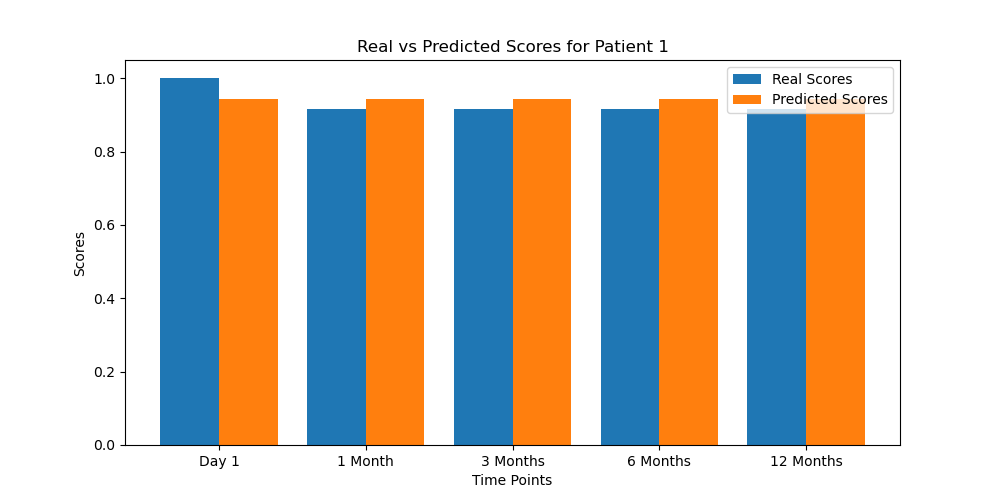 Real vs Predicted Scores for Patient 1
Real Scores
Predicted Scores
1.0
0.8
0.6
0.4
0.2
0.0
Scores
Day 1
1 Month
3 Months
6 Months
12 Months
Time Points